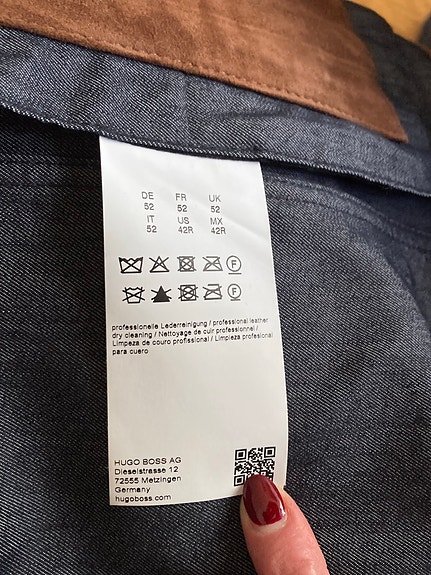 DE FR UK
52 52 52
IT US MX
52 42R 42R
F
F
professionelle Lederreinigung / professional leather
dry cleaning / Nettoyage de cuir professionnel /
Limpeza de couro profissional / Limpieza profesional
para cuero
HUGO BOSS AG
Dieselstrasse 12
72555 Metzingen
Germany
hugoboss.com